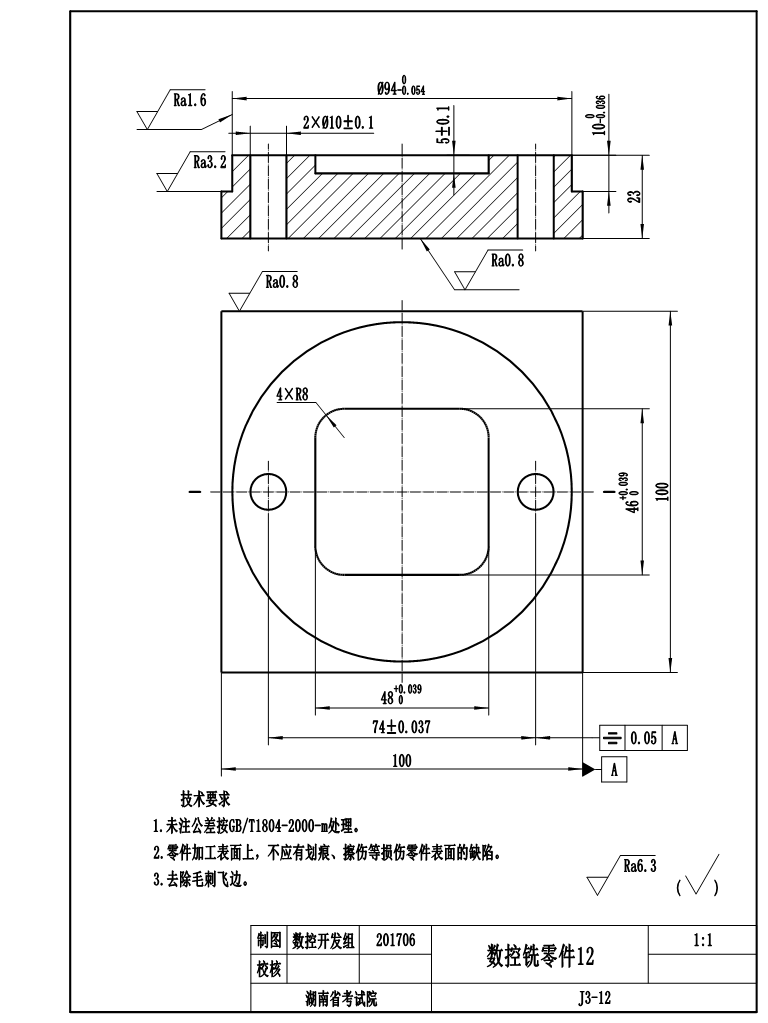 Ø94 0 -0.054
Ra1.6
2×Ø10±0.1
5±0.1
10 0 -0.036
Ra3.2
23
Ra0.8
Ra0.8
4×R8
46 +0.039 0
100
48 +0.039 0
74±0.037
0.05 A
100
A
技术要求
1.未注公差按GB/T1804-2000-m处理。
2.零件加工表面上，不应有划痕、擦伤等损伤零件表面的缺陷。
3.去除毛刺飞边。
Ra6.3
( )
制图 数控开发组 201706 数控铣零件12 1:1
校核
湖南省考试院 J3-12